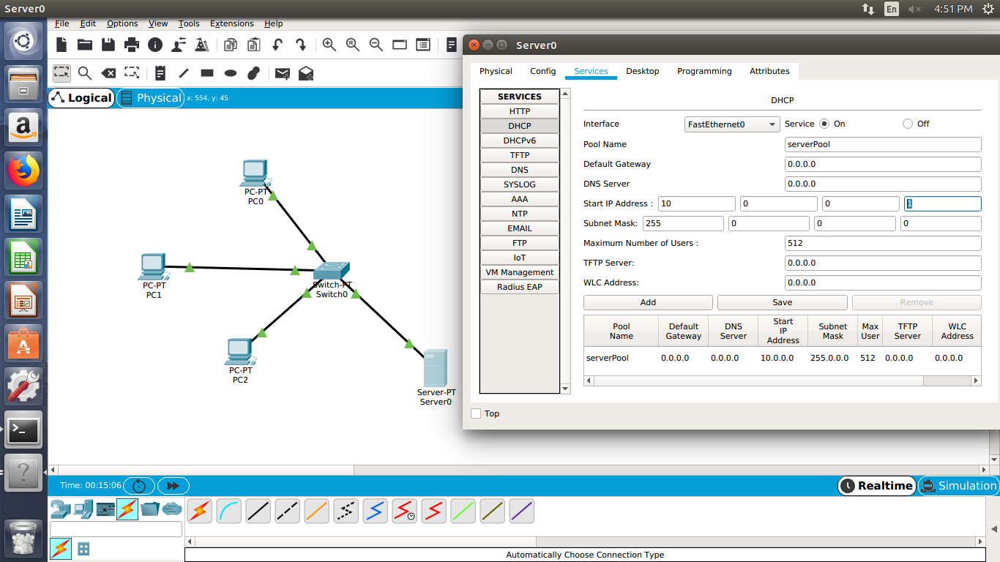 Server0
En
4:51 PM
File Edit Options View Tools Extensions Help
Server0
Physical Config Services Desktop Programming Attributes
Logical
Physical
x: 554, y: 45
PC-PT
PC0
PC-PT
PC1
Switch-PT
Switch0
PC-PT
PC2
Server-PT
Server0
SERVICES
HTTP
DHCP
DHCPv6
TFTP
DNS
SYSLOG
AAA
NTP
EMAIL
FTP
IoT
VM Management
Radius EAP
DHCP
Interface FastEthernet0 Service On Off
Pool Name serverPool
Default Gateway 0.0.0.0
DNS Server 0.0.0.0
Start IP Address : 10 0 0 1
Subnet Mask: 255 0 0 0
Maximum Number of Users : 512
TFTP Server: 0.0.0.0
WLC Address: 0.0.0.0
Add Save Remove
Pool Name Default Gateway DNS Server Start IP Address Subnet Mask Max User TFTP Server WLC Address
serverPool 0.0.0.0 0.0.0.0 10.0.0.0 255.0.0.0 512 0.0.0.0 0.0.0.0
Top
Time: 00:15:06
Realtime
Simulation
Automatically Choose Connection Type